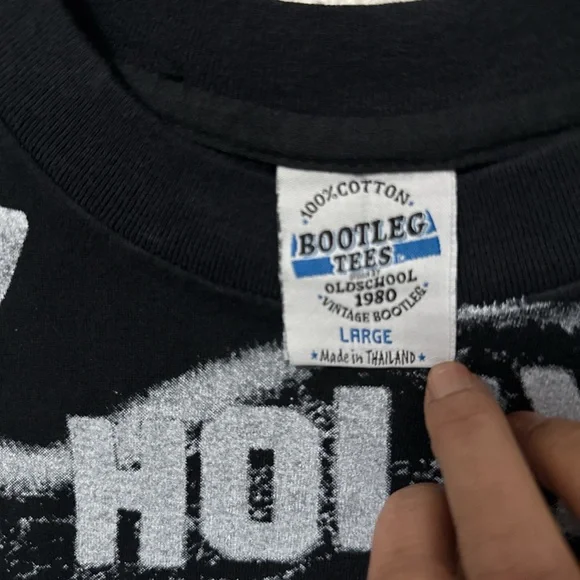 100% COTTON
BOOTLEG
TEES
OLDSCHOOL
1980
VINTAGE BOOTLEG
LARGE
★Made in THAILAND★
HOL